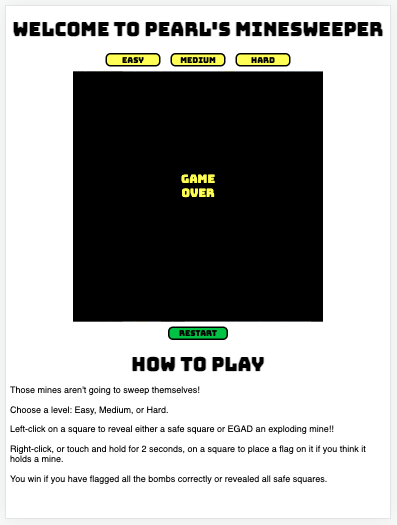 WELCOME TO PEARL'S MINESWEEPER
EASY MEDIUM HARD
GAME
OVER
RESTART
HOW TO PLAY
Those mines aren't going to sweep themselves!
Choose a level: Easy, Medium, or Hard.
Left-click on a square to reveal either a safe square or EGAD an exploding mine!!
Right-click, or touch and hold for 2 seconds, on a square to place a flag on it if you think it
holds a mine.
You win if you have flagged all the bombs correctly or revealed all safe squares.